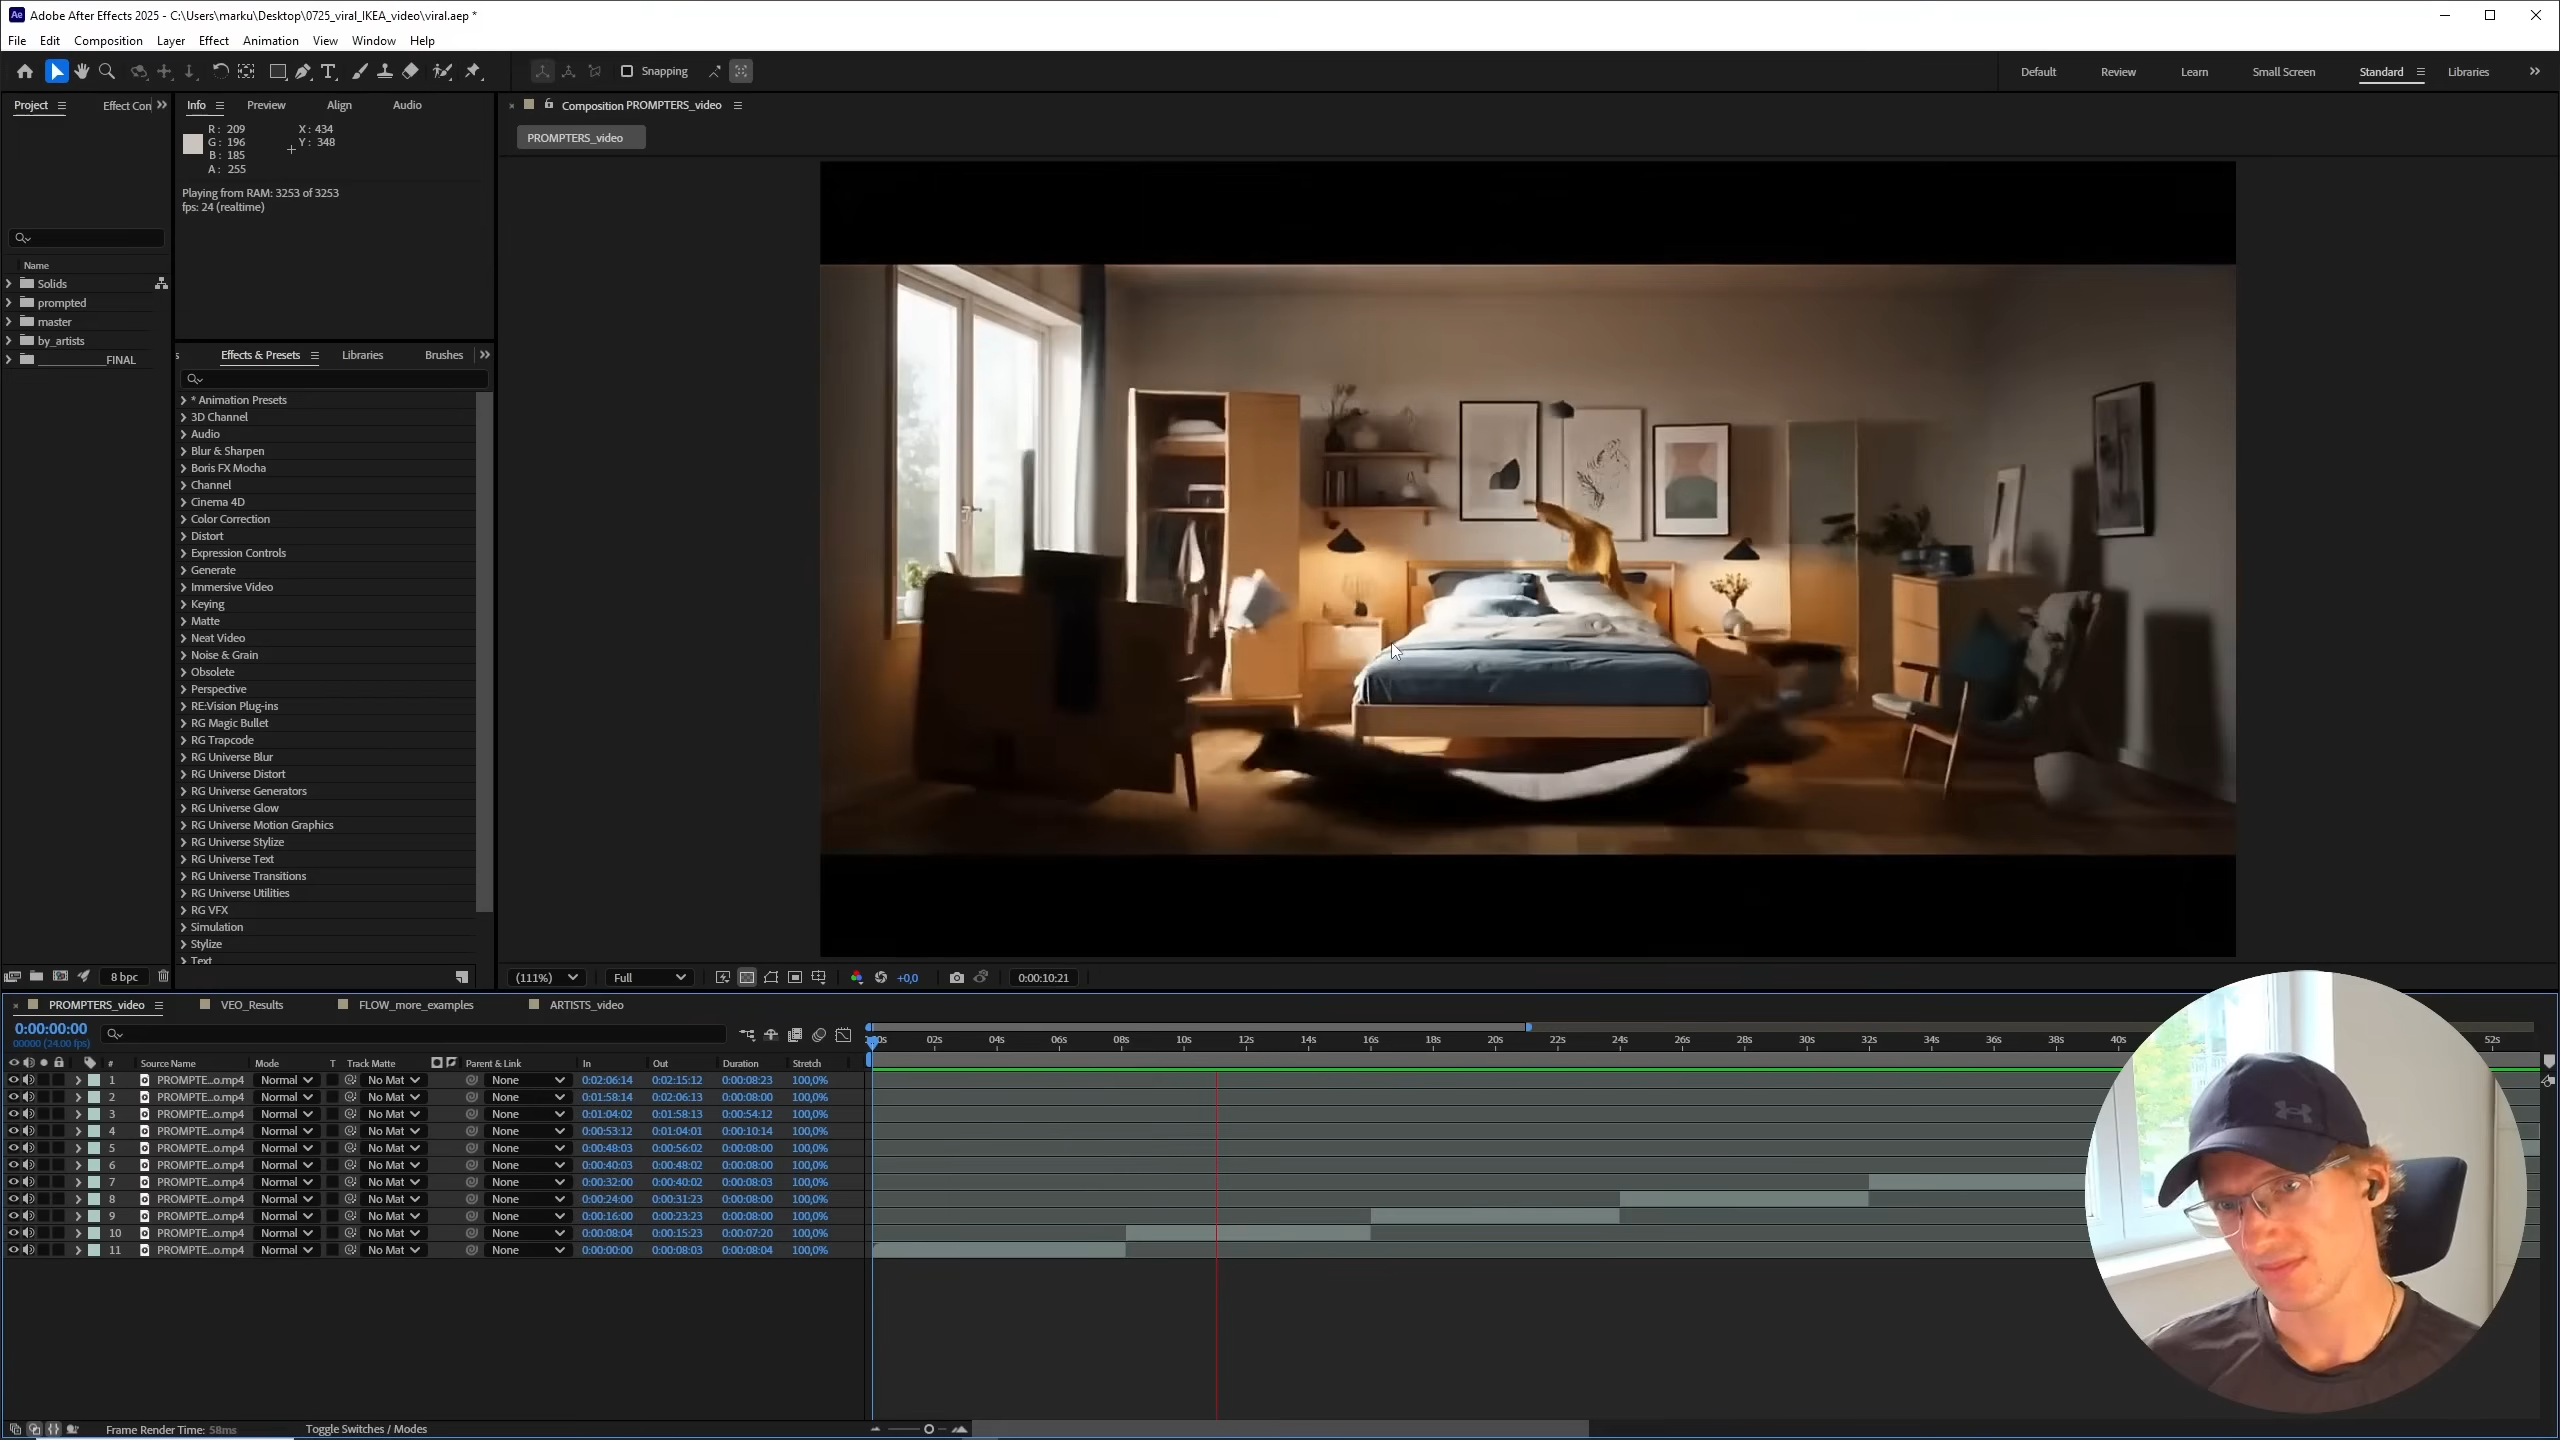 Adobe After Effects 2025 - C:\Users\marku\Desktop\0725_viral_IKEA_video\viral.aep *
File Edit Composition Layer Effect Animation View Window Help
Snapping
Default Review Learn Small Screen Standard Libraries
Project Effect Con
Info Preview Align Audio
R: 209 X: 434
G: 196 Y: 348
B: 185
A: 255
Playing from RAM: 3253 of 3253
fps: 24 (realtime)
Composition PROMPTERS_video
PROMPTERS_video
Name
Solids
prompted
master
by_artists
____________FINAL
Effects & Presets Libraries Brushes
* Animation Presets
3D Channel
Audio
Blur & Sharpen
Boris FX Mocha
Channel
Cinema 4D
Color Correction
Distort
Expression Controls
Generate
Immersive Video
Keying
Matte
Neat Video
Noise & Grain
Obsolete
Perspective
RE:Vision Plug-ins
RG Magic Bullet
RG Trapcode
RG Universe Blur
RG Universe Distort
RG Universe Generators
RG Universe Glow
RG Universe Motion Graphics
RG Universe Stylize
RG Universe Text
RG Universe Transitions
RG Universe Utilities
RG VFX
Simulation
Stylize
Text
8 bpc
(111%) Full +0,0 0:00:10:21
PROMPTERS_video VEO_Results FLOW_more_examples ARTISTS_video
0:00:00:00
00000 (24.00 fps)
02s 04s 06s 08s 10s 12s 14s 16s 18s 20s 22s 24s 26s 28s 30s 32s 34s 36s 38s 40s 52s
# Source Name Mode T Track Matte Parent & Link In Out Duration Stretch
1 PROMPTE...o.mp4 Normal No Mat None 0:02:06:14 0:02:15:12 0:00:08:23 100,0%
2 PROMPTE...o.mp4 Normal No Mat None 0:01:58:14 0:02:06:13 0:00:08:00 100,0%
3 PROMPTE...o.mp4 Normal No Mat None 0:01:04:02 0:01:58:13 0:00:54:12 100,0%
4 PROMPTE...o.mp4 Normal No Mat None 0:00:53:12 0:01:04:01 0:00:10:14 100,0%
5 PROMPTE...o.mp4 Normal No Mat None 0:00:48:03 0:00:56:02 0:00:08:00 100,0%
6 PROMPTE...o.mp4 Normal No Mat None 0:00:40:03 0:00:48:02 0:00:08:00 100,0%
7 PROMPTE...o.mp4 Normal No Mat None 0:00:32:00 0:00:40:02 0:00:08:03 100,0%
8 PROMPTE...o.mp4 Normal No Mat None 0:00:24:00 0:00:31:23 0:00:08:00 100,0%
9 PROMPTE...o.mp4 Normal No Mat None 0:00:16:00 0:00:23:23 0:00:08:00 100,0%
10 PROMPTE...o.mp4 Normal No Mat None 0:00:08:04 0:00:15:23 0:00:07:20 100,0%
11 PROMPTE...o.mp4 Normal No Mat None 0:00:00:00 0:00:08:03 0:00:08:04 100,0%
Frame Render Time: 58ms Toggle Switches / Modes